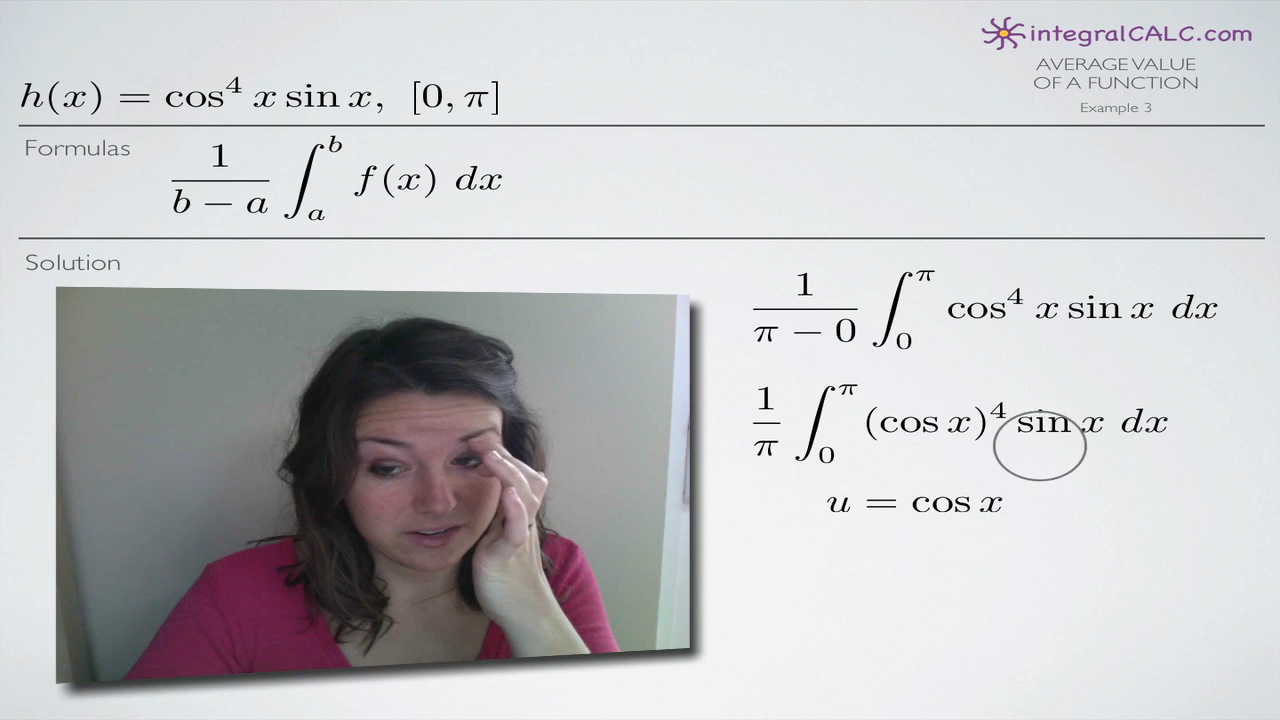 integralCALC.com
AVERAGE VALUE
OF A FUNCTION
Example 3
h(x) = cos⁴ x sin x, [0, π]
Formulas
1/(b − a) ∫ₐᵇ f(x) dx
Solution
1/(π − 0) ∫₀^π cos⁴ x sin x dx
1/π ∫₀^π (cos x)⁴ sin x dx
u = cos x